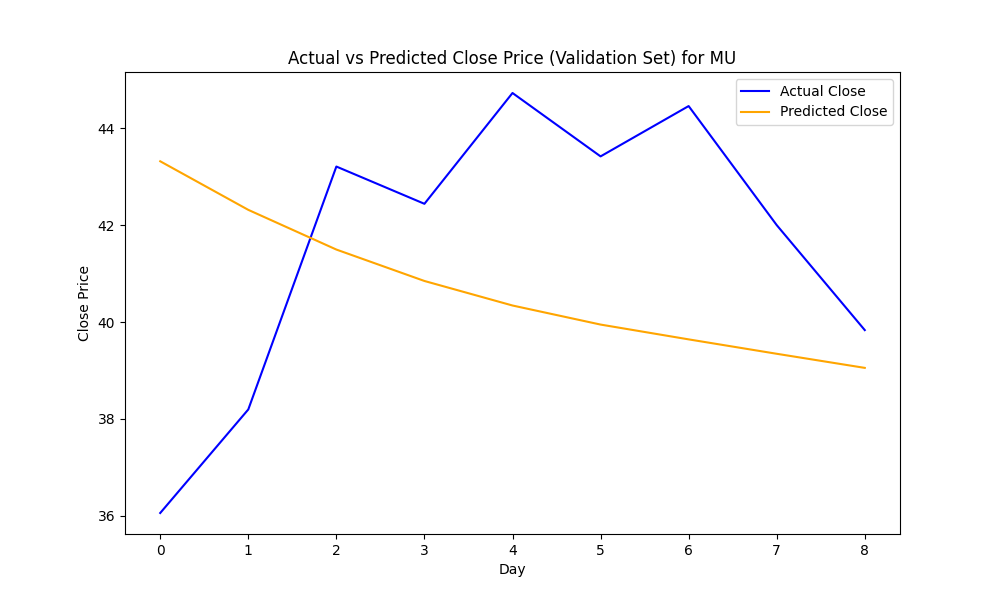 Actual vs Predicted Close Price (Validation Set) for MU
Actual Close
Predicted Close
Close Price
44
42
40
38
36
0 1 2 3 4 5 6 7 8
Day